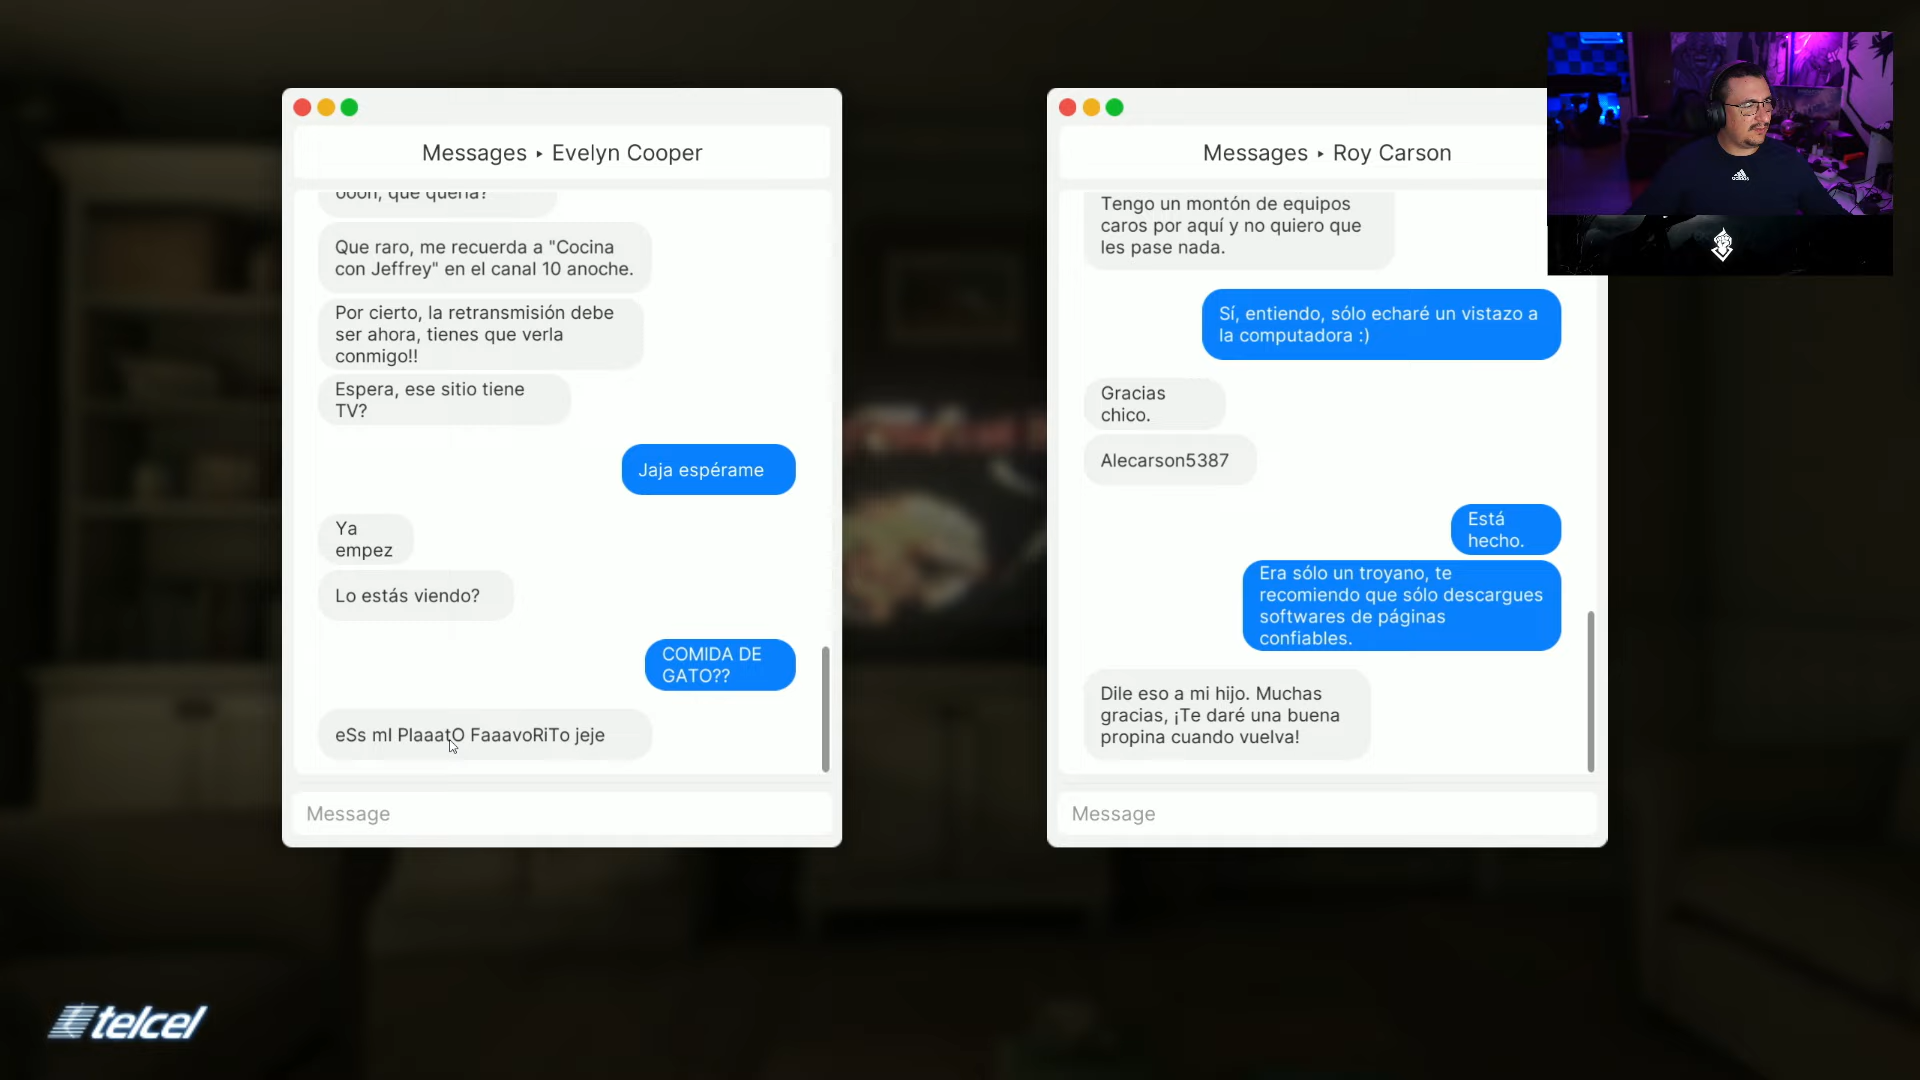 Messages ▸ Evelyn Cooper
Que raro, me recuerda a "Cocina
con Jeffrey" en el canal 10 anoche.
Por cierto, la retransmisión debe
ser ahora, tienes que verla
conmigo!!
Espera, ese sitio tiene
TV?
Jaja espérame
Ya
empez
Lo estás viendo?
COMIDA DE
GATO??
eSs mI PlaaatO FaaavoRiTo jeje
Message
Messages ▸ Roy Carson
Tengo un montón de equipos
caros por aquí y no quiero que
les pase nada.
Sí, entiendo, sólo echaré un vistazo a
la computadora :)
Gracias
chico.
Alecarson5387
Está
hecho.
Era sólo un troyano, te
recomiendo que sólo descargues
softwares de páginas
confiables.
Dile eso a mi hijo. Muchas
gracias, ¡Te daré una buena
propina cuando vuelva!
Message
adidas
telcel